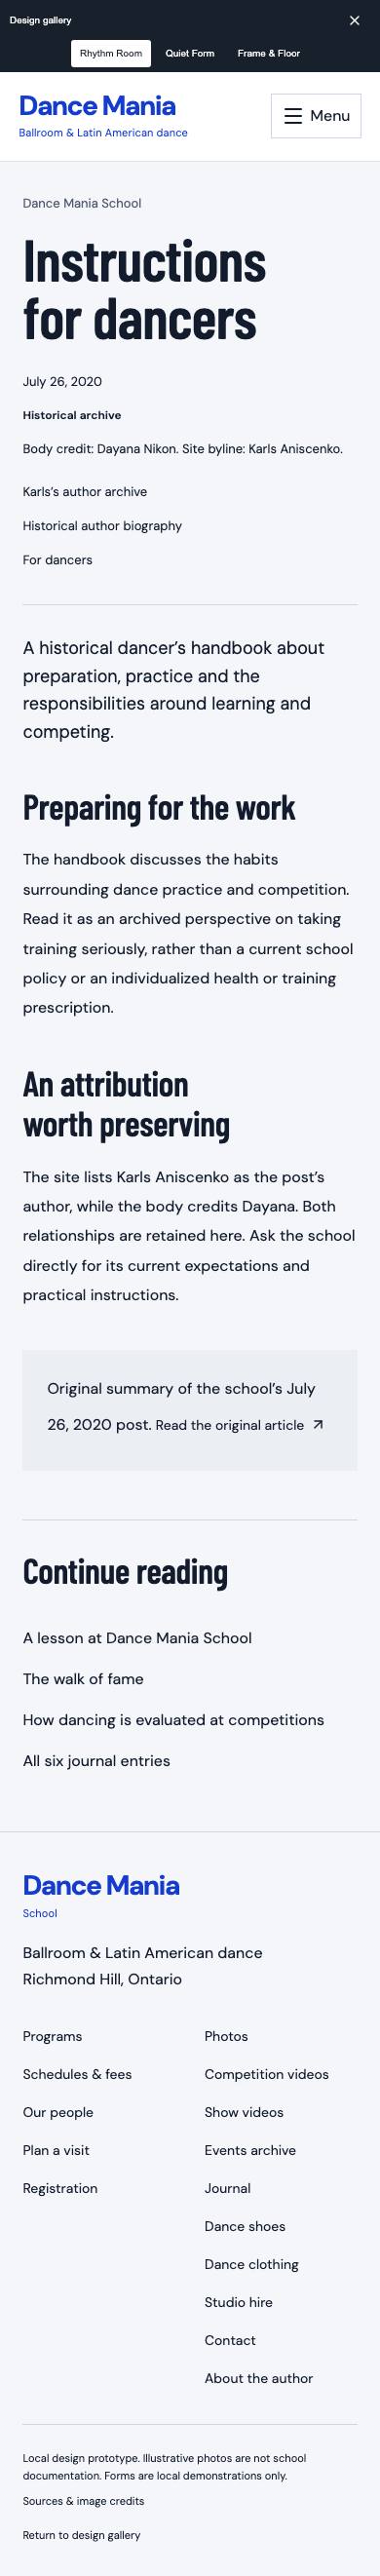 Design gallery
Rhythm Room Quiet Form Frame & Floor
Dance Mania
Ballroom & Latin American dance
Menu
Dance Mania School
Instructions
for dancers
July 26, 2020
Historical archive
Body credit: Dayana Nikon. Site byline: Karls Aniscenko.
Karls’s author archive
Historical author biography
For dancers
A historical dancer’s handbook about
preparation, practice and the
responsibilities around learning and
competing.
Preparing for the work
The handbook discusses the habits
surrounding dance practice and competition.
Read it as an archived perspective on taking
training seriously, rather than a current school
policy or an individualized health or training
prescription.
An attribution
worth preserving
The site lists Karls Aniscenko as the post’s
author, while the body credits Dayana. Both
relationships are retained here. Ask the school
directly for its current expectations and
practical instructions.
Original summary of the school’s July
26, 2020 post. Read the original article
Continue reading
A lesson at Dance Mania School
The walk of fame
How dancing is evaluated at competitions
All six journal entries
Dance Mania
School
Ballroom & Latin American dance
Richmond Hill, Ontario
Programs
Schedules & fees
Our people
Plan a visit
Registration
Photos
Competition videos
Show videos
Events archive
Journal
Dance shoes
Dance clothing
Studio hire
Contact
About the author
Local design prototype. Illustrative photos are not school
documentation. Forms are local demonstrations only.
Sources & image credits
Return to design gallery